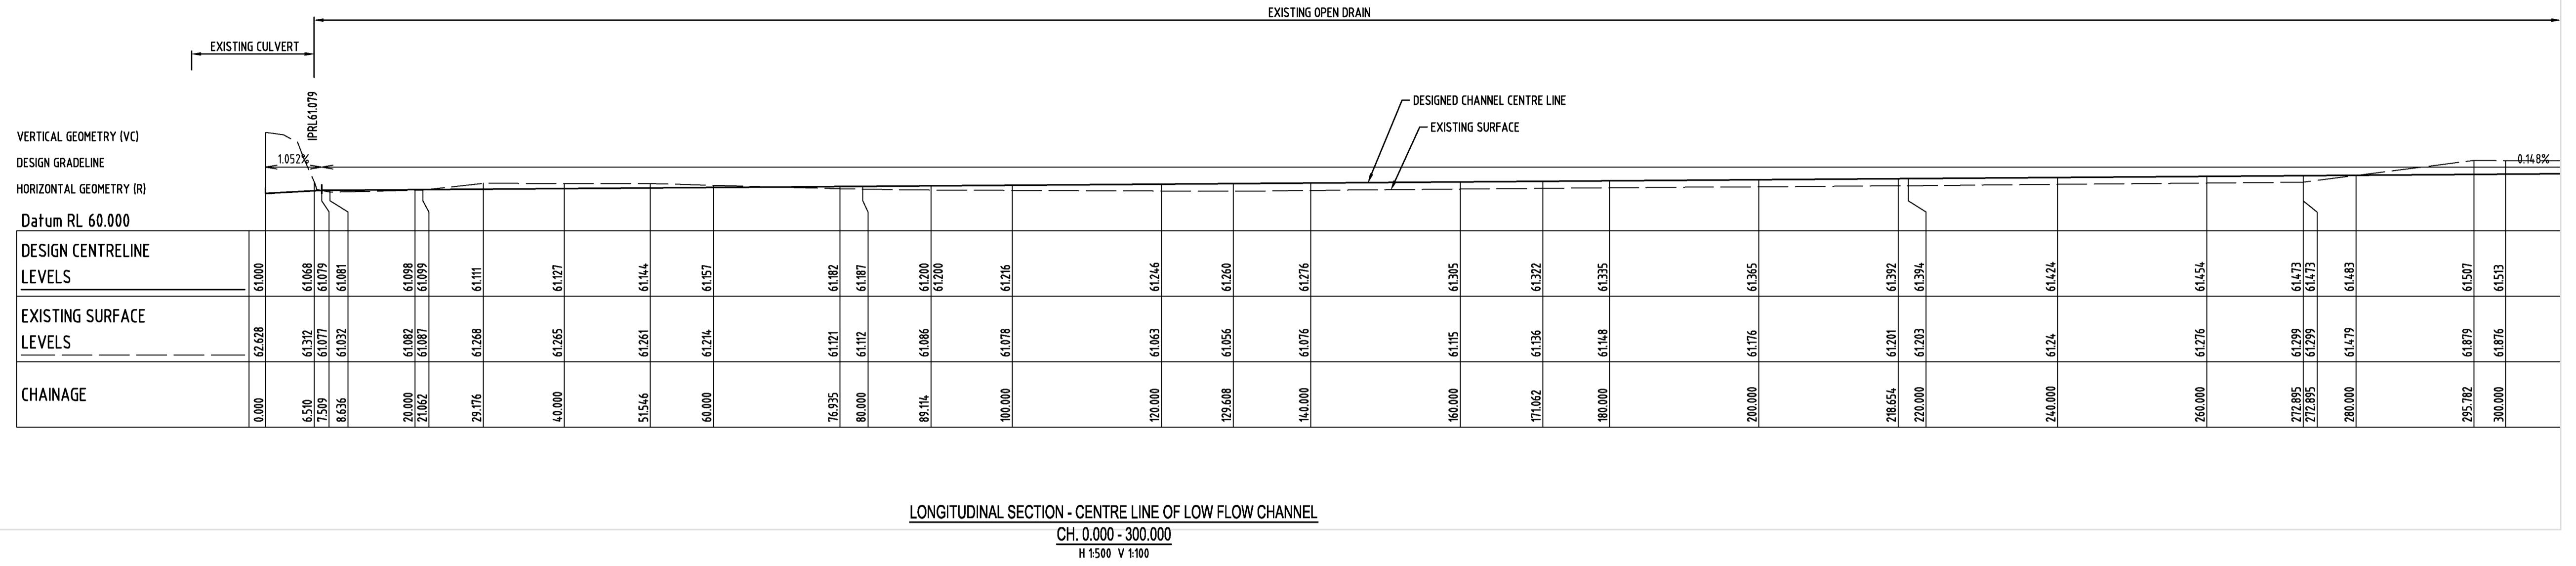 EXISTING OPEN DRAIN
EXISTING CULVERT
IPRL61.079
DESIGNED CHANNEL CENTRE LINE
EXISTING SURFACE
VERTICAL GEOMETRY (VC)
DESIGN GRADELINE
1.052%
0.148%
HORIZONTAL GEOMETRY (R)
Datum RL 60.000
DESIGN CENTRELINE
LEVELS
61.000 61.068 61.079 61.081 61.098 61.099 61.111 61.127 61.144 61.157 61.182 61.187 61.200 61.200 61.216 61.246 61.260 61.276 61.305 61.322 61.335 61.365 61.392 61.394 61.424 61.454 61.473 61.473 61.483 61.507 61.513
EXISTING SURFACE
LEVELS
62.628 61.312 61.077 61.032 61.082 61.087 61.268 61.265 61.261 61.214 61.121 61.112 61.086 61.078 61.063 61.056 61.076 61.115 61.136 61.148 61.176 61.201 61.203 61.24 61.276 61.299 61.299 61.479 61.879 61.876
CHAINAGE
0.000 6.510 7.509 8.636 20.000 21.062 29.176 40.000 51.546 60.000 76.935 80.000 89.114 100.000 120.000 129.608 140.000 160.000 171.062 180.000 200.000 218.654 220.000 240.000 260.000 272.895 272.895 280.000 295.782 300.000
LONGITUDINAL SECTION - CENTRE LINE OF LOW FLOW CHANNEL
CH. 0.000 - 300.000
H 1:500 V 1:100